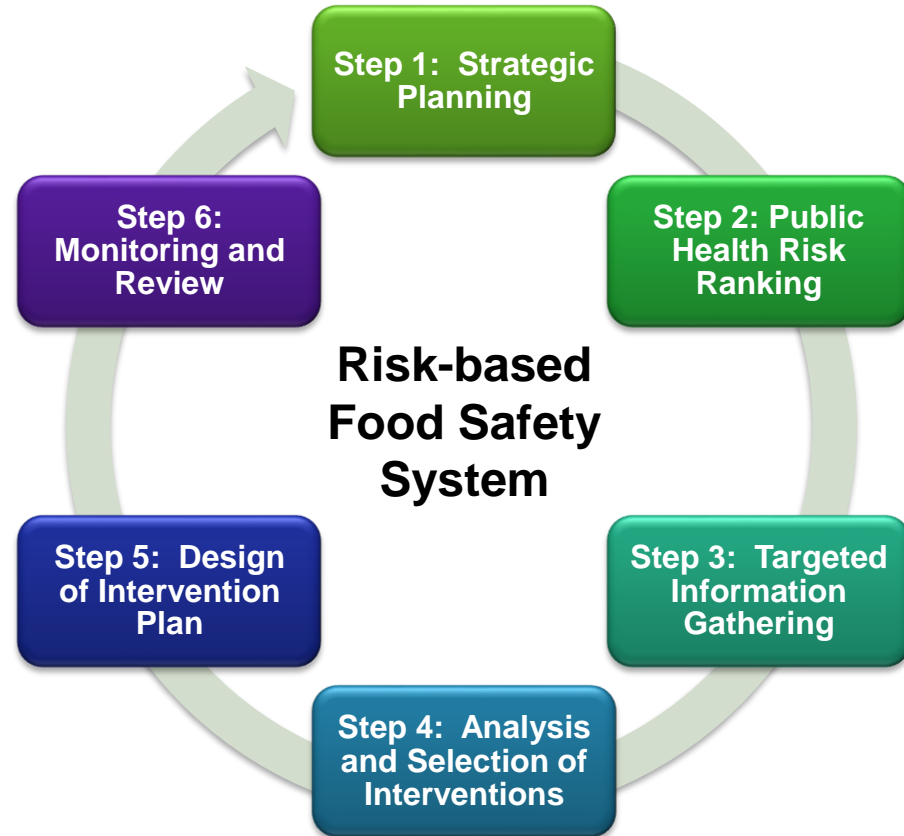 Step 1: Strategic
Planning
Step 2: Public
Health Risk
Ranking
Step 3: Targeted
Information
Gathering
Step 4: Analysis
and Selection of
Interventions
Step 5: Design
of Intervention
Plan
Step 6:
Monitoring and
Review
Risk-based
Food Safety
System